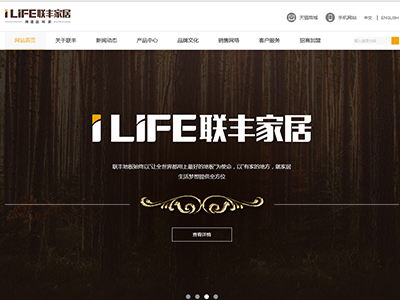 iLIFE联丰家居
天猫商城
手机网站
中文 | ENGLISH
网站首页 关于联丰 新闻动态 产品中心 品牌文化 销售网络 客户服务 招商加盟
iLIFE联丰家居
联丰地板始终以"让全世界都用上最好的地板"为使命，以"有家的地方，就有家居
生活梦想提供全方位
查看详情